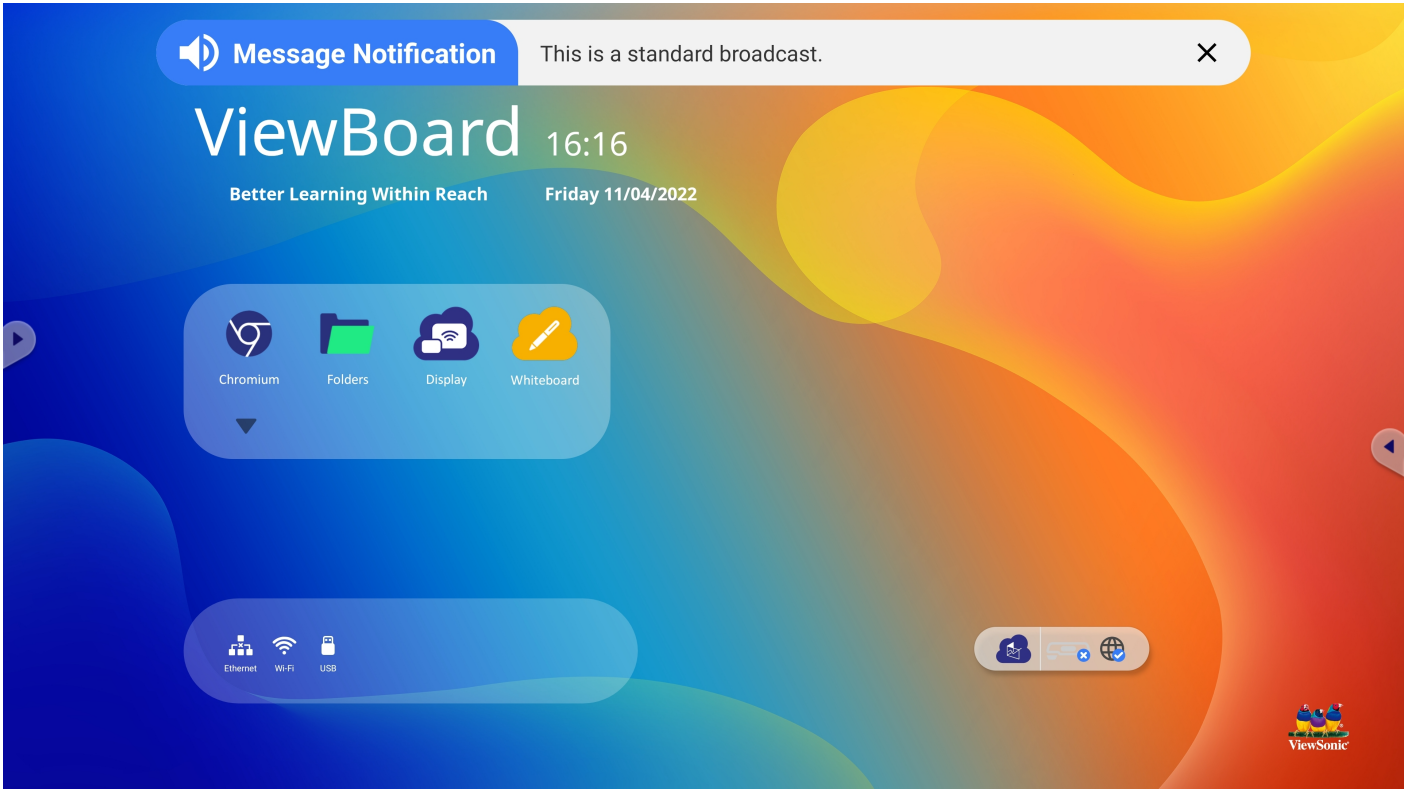 Message Notification This is a standard broadcast.
ViewBoard 16:16
Better Learning Within Reach Friday 11/04/2022
Chromium Folders Display Whiteboard
Ethernet Wi-Fi USB
ViewSonic